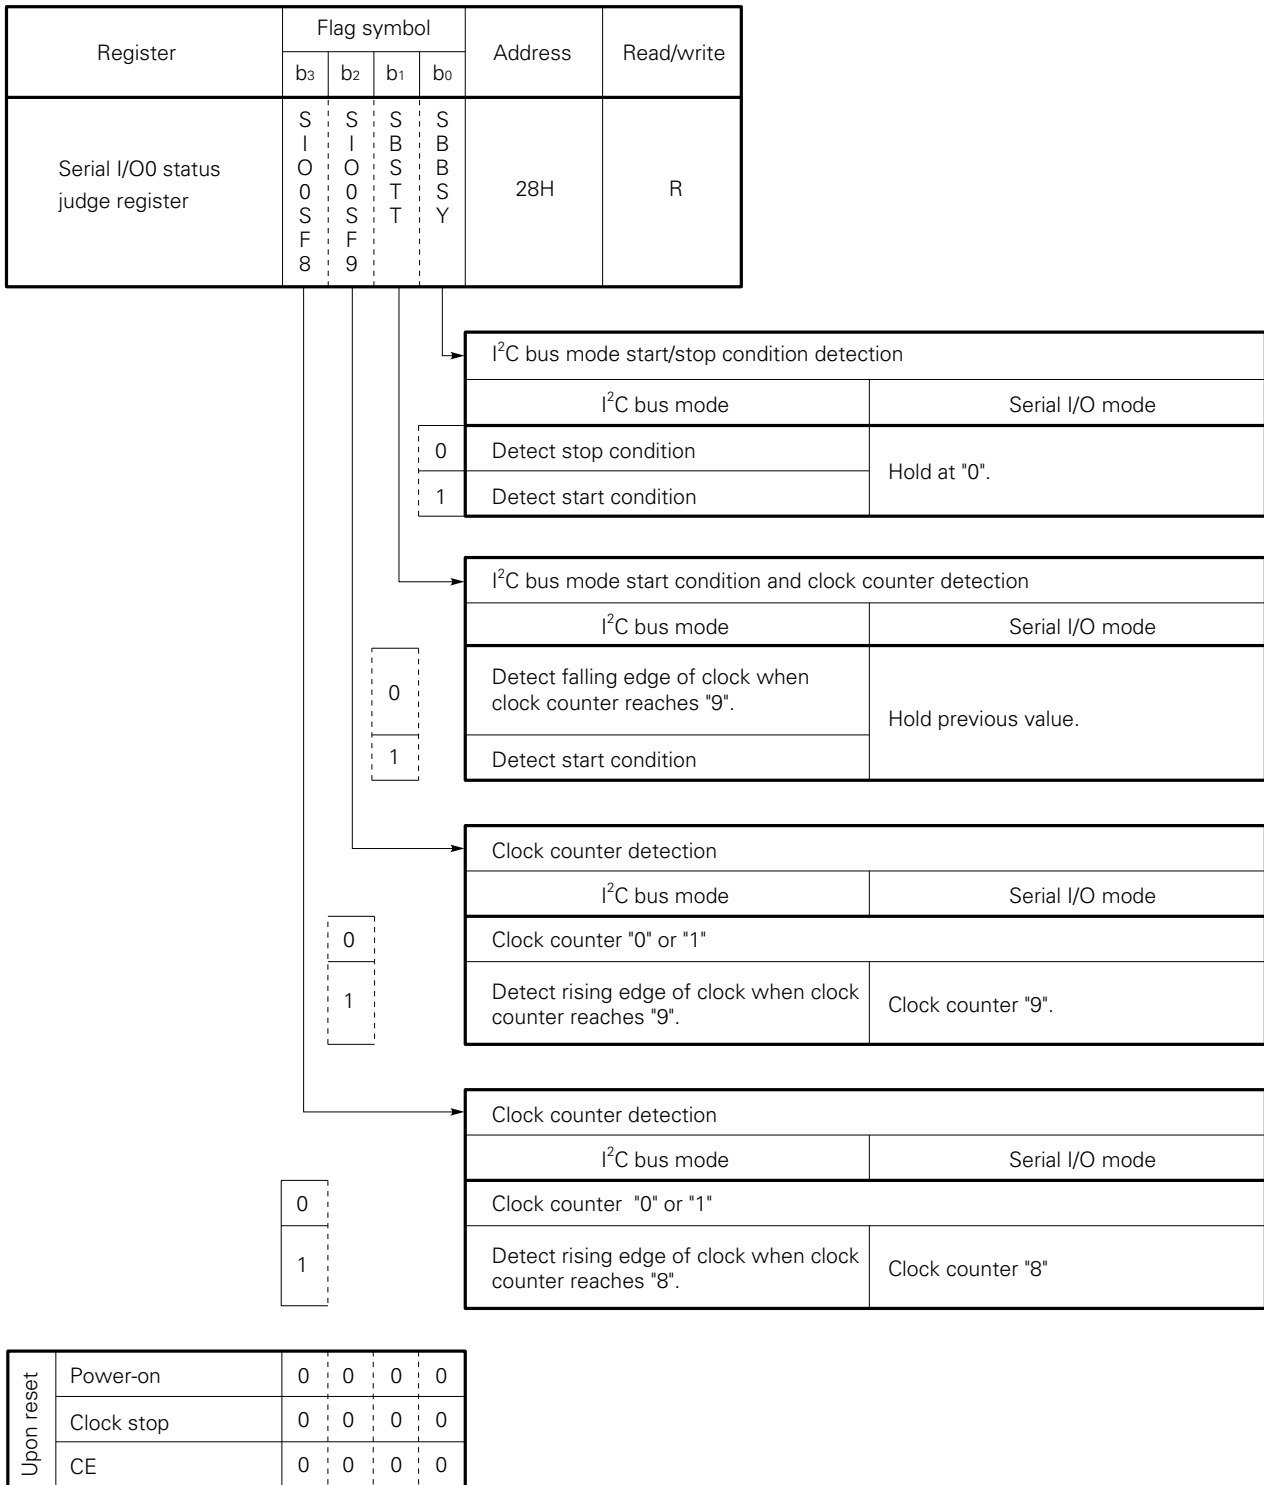 Register
Flag symbol
Address
Read/write
b3 b2 b1 b0
Serial I/O0 status
judge register
SIO0SF8
SIO0SF9
SBSTT
SBBSY
28H
R
I²C bus mode start/stop condition detection
I²C bus mode Serial I/O mode
0 Detect stop condition
Hold at "0".
1 Detect start condition
I²C bus mode start condition and clock counter detection
I²C bus mode Serial I/O mode
0
Detect falling edge of clock when
clock counter reaches "9".
Hold previous value.
1 Detect start condition
Clock counter detection
I²C bus mode Serial I/O mode
0 Clock counter "0" or "1"
1
Detect rising edge of clock when clock
counter reaches "9".
Clock counter "9".
Clock counter detection
I²C bus mode Serial I/O mode
0 Clock counter "0" or "1"
1
Detect rising edge of clock when clock
counter reaches "8".
Clock counter "8"
Upon reset
Power-on 0 0 0 0
Clock stop 0 0 0 0
CE 0 0 0 0